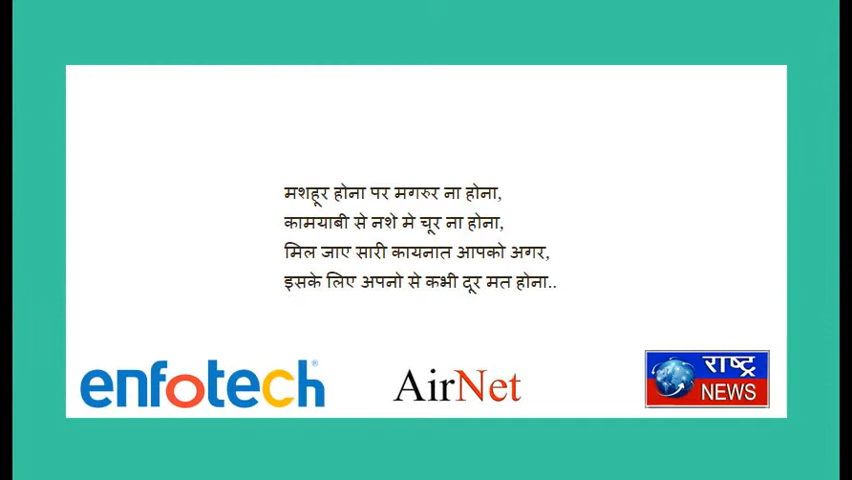 मशहूर होना पर मगरुर ना होना,
कामयाबी से नशे मे चूर ना होना,
मिल जाए सारी कायनात आपको अगर,
इसके लिए अपनो से कभी दूर मत होना..
enfotech®
AirNet
राष्ट्र
NEWS